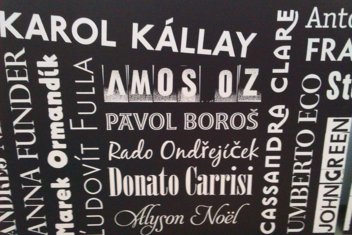 KAROL KÁLLAY
AMOS OZ
PAVOL BOROŠ
Rado Ondřejíček
Donato Carrisi
Alyson Noël
ANNA FUNDER
Marek Ormandík
Ľudovít Fulla
CASSANDRA CLARE
UMBERTO ECO
JOHN GREEN